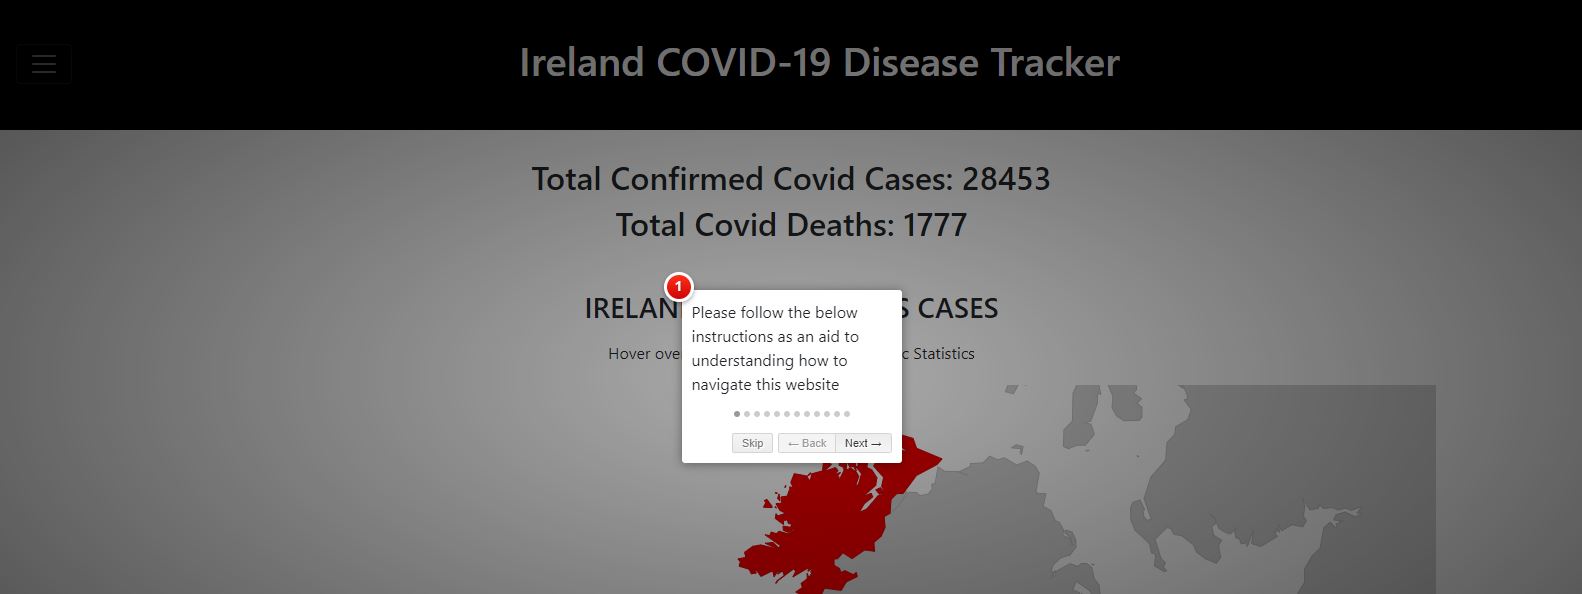 Ireland COVID-19 Disease Tracker
Total Confirmed Covid Cases: 28453
Total Covid Deaths: 1777
1
IRELAN S CASES
Hover ove c Statistics
Please follow the below
instructions as an aid to
understanding how to
navigate this website
Skip ← Back Next →